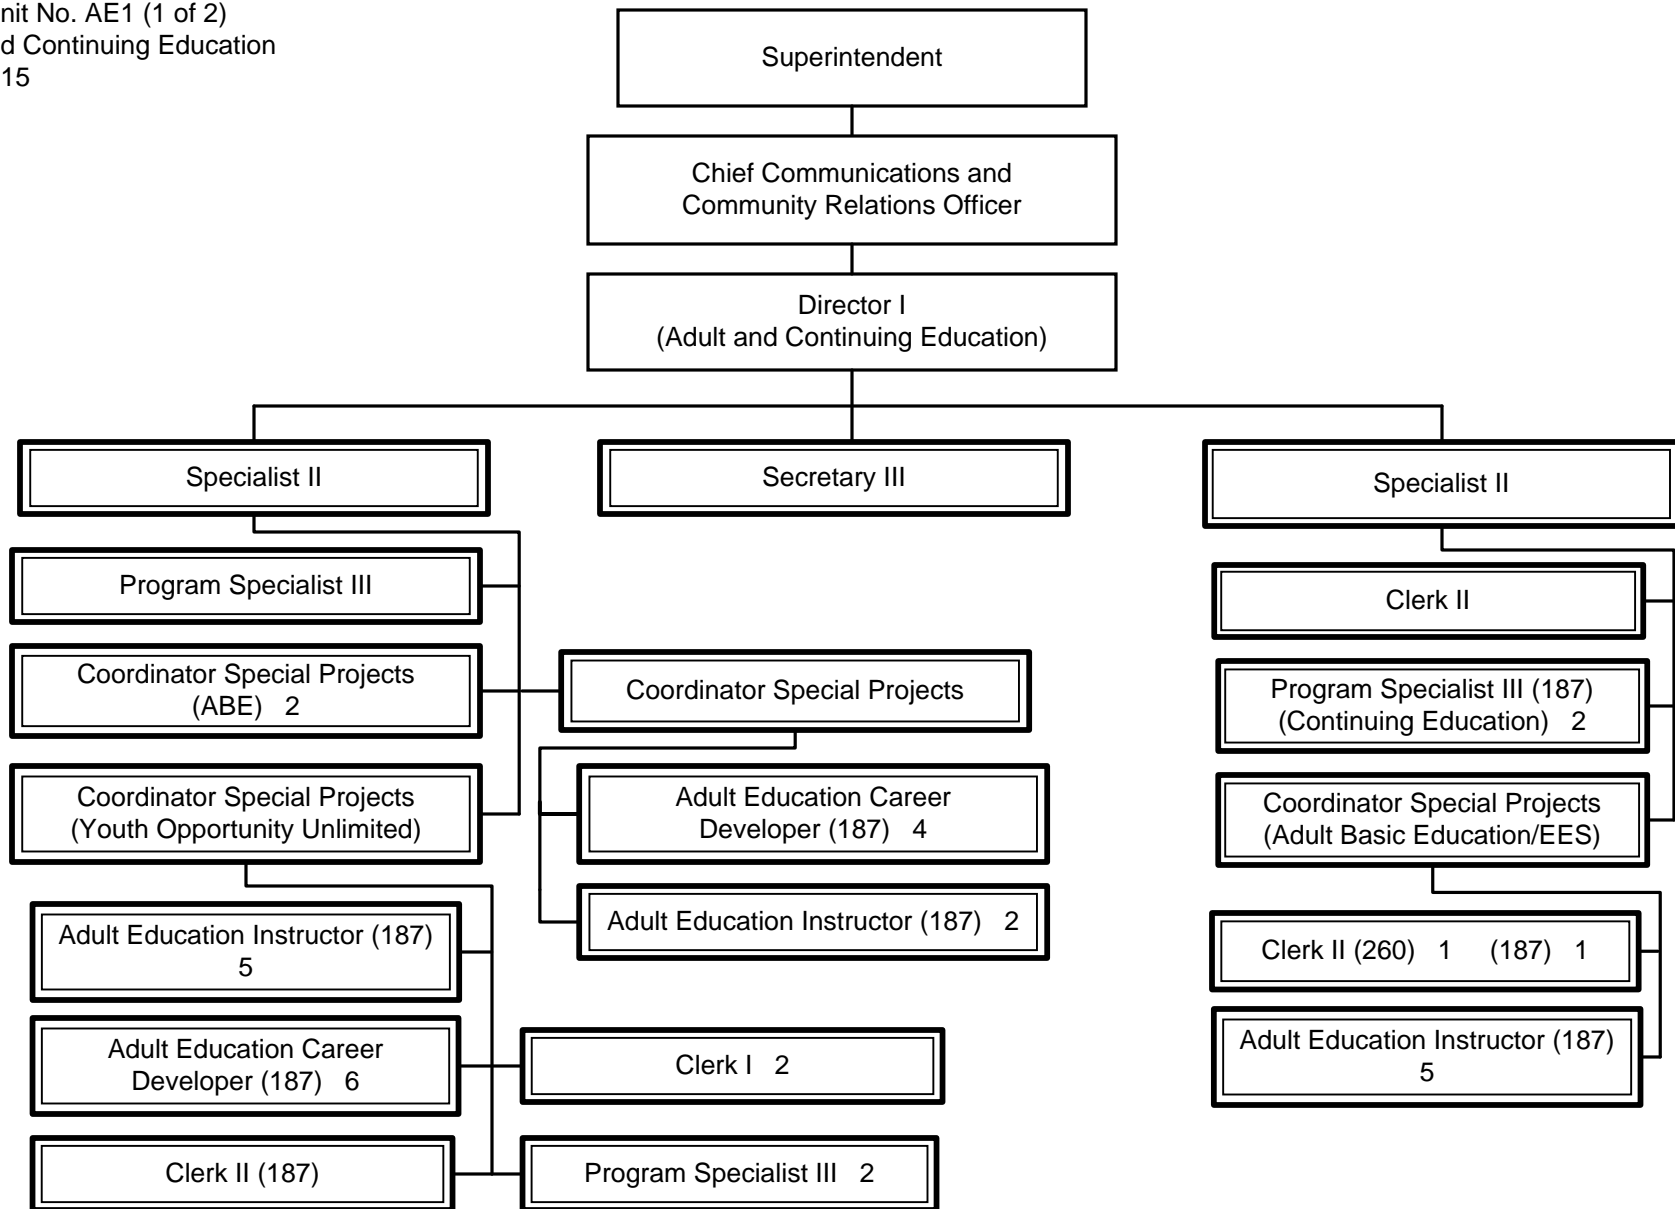 nit No. AE1 (1 of 2)
d Continuing Education
15
Superintendent
Chief Communications and
Community Relations Officer
Director I
(Adult and Continuing Education)
Specialist II
Secretary III
Specialist II
Program Specialist III
Clerk II
Coordinator Special Projects
(ABE) 2
Coordinator Special Projects
Program Specialist III (187)
(Continuing Education) 2
Coordinator Special Projects
(Youth Opportunity Unlimited)
Adult Education Career
Developer (187) 4
Coordinator Special Projects
(Adult Basic Education/EES)
Adult Education Instructor (187)
5
Adult Education Instructor (187) 2
Clerk II (260) 1 (187) 1
Adult Education Career
Developer (187) 6
Clerk I 2
Adult Education Instructor (187)
5
Clerk II (187)
Program Specialist III 2